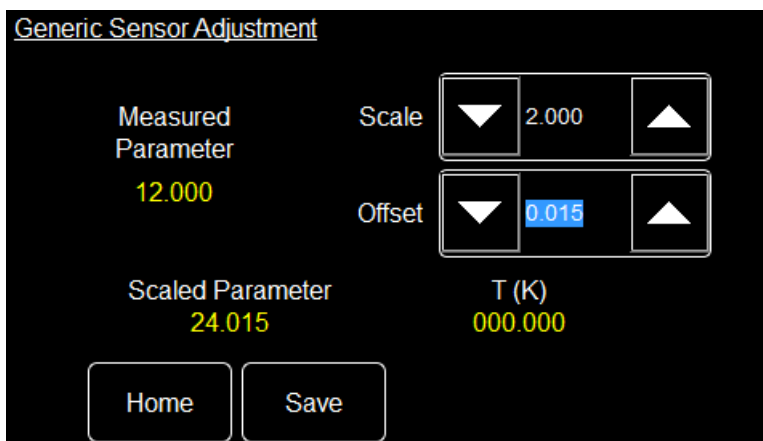 Generic Sensor Adjustment
Measured
Parameter
12.000
Scale
2.000
Offset
0.015
Scaled Parameter
24.015
T (K)
000.000
Home
Save